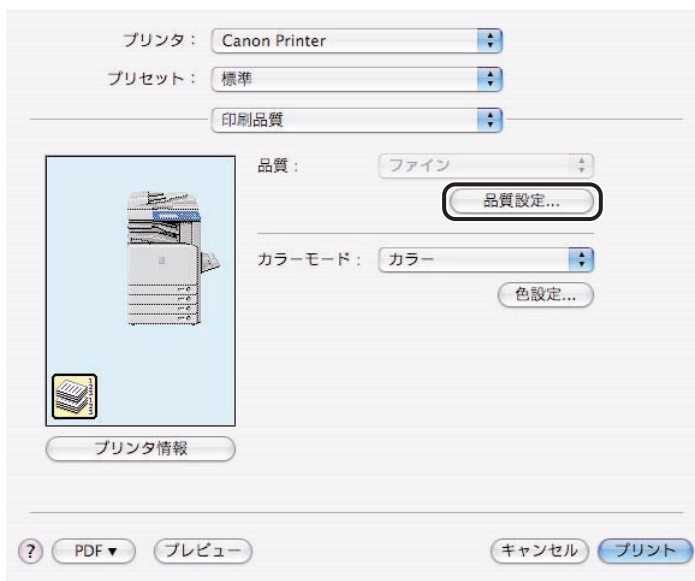 プリンタ： Canon Printer
プリセット： 標準
印刷品質
品質： ファイン
品質設定...
カラーモード： カラー
色設定...
プリンタ情報
? PDF▼ プレビュー キャンセル プリント